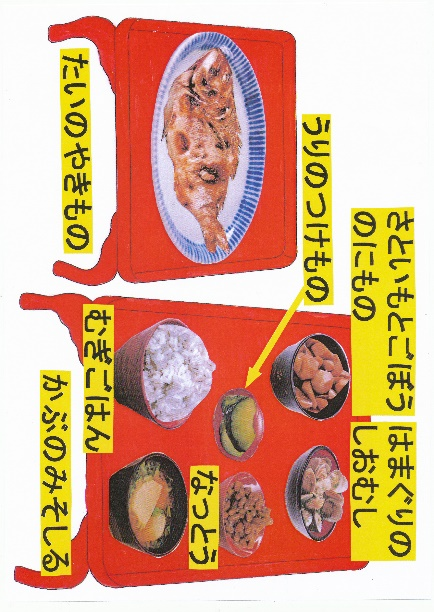 たいのやきもの
うりのつけもの
さといもとごぼう
のにもの
むぎごはん
かぶのみそしる
なっとう
はまぐりの
しおむし